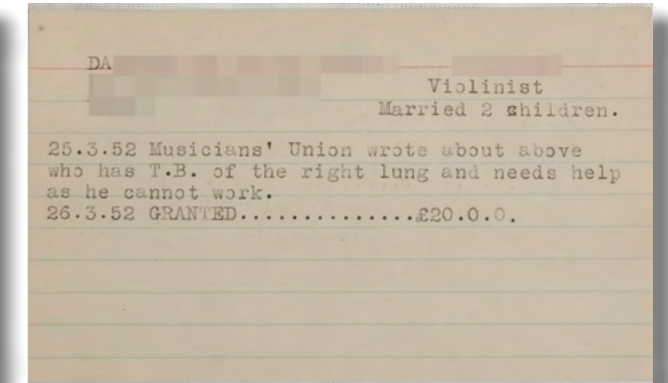 DA
Violinist
Married 2 children.
25.3.52 Musicians' Union wrote about above
who has T.B. of the right lung and needs help
as he cannot work.
26.3.52 GRANTED...............£20.0.0.